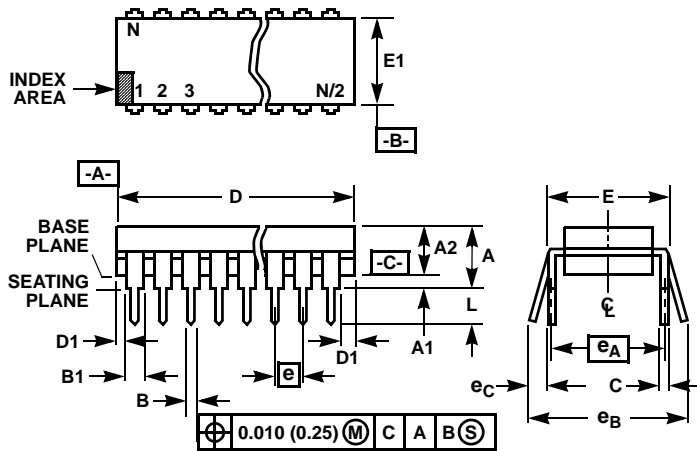 N
E1
INDEX
AREA
1 2 3 N/2
-B-
-A-
D
E
BASE
PLANE
A2 A
-C-
SEATING
PLANE
L
C
L
D1 A1 D1
eA
B1
e
eC C
B
eB
0.010 (0.25) M C A B S